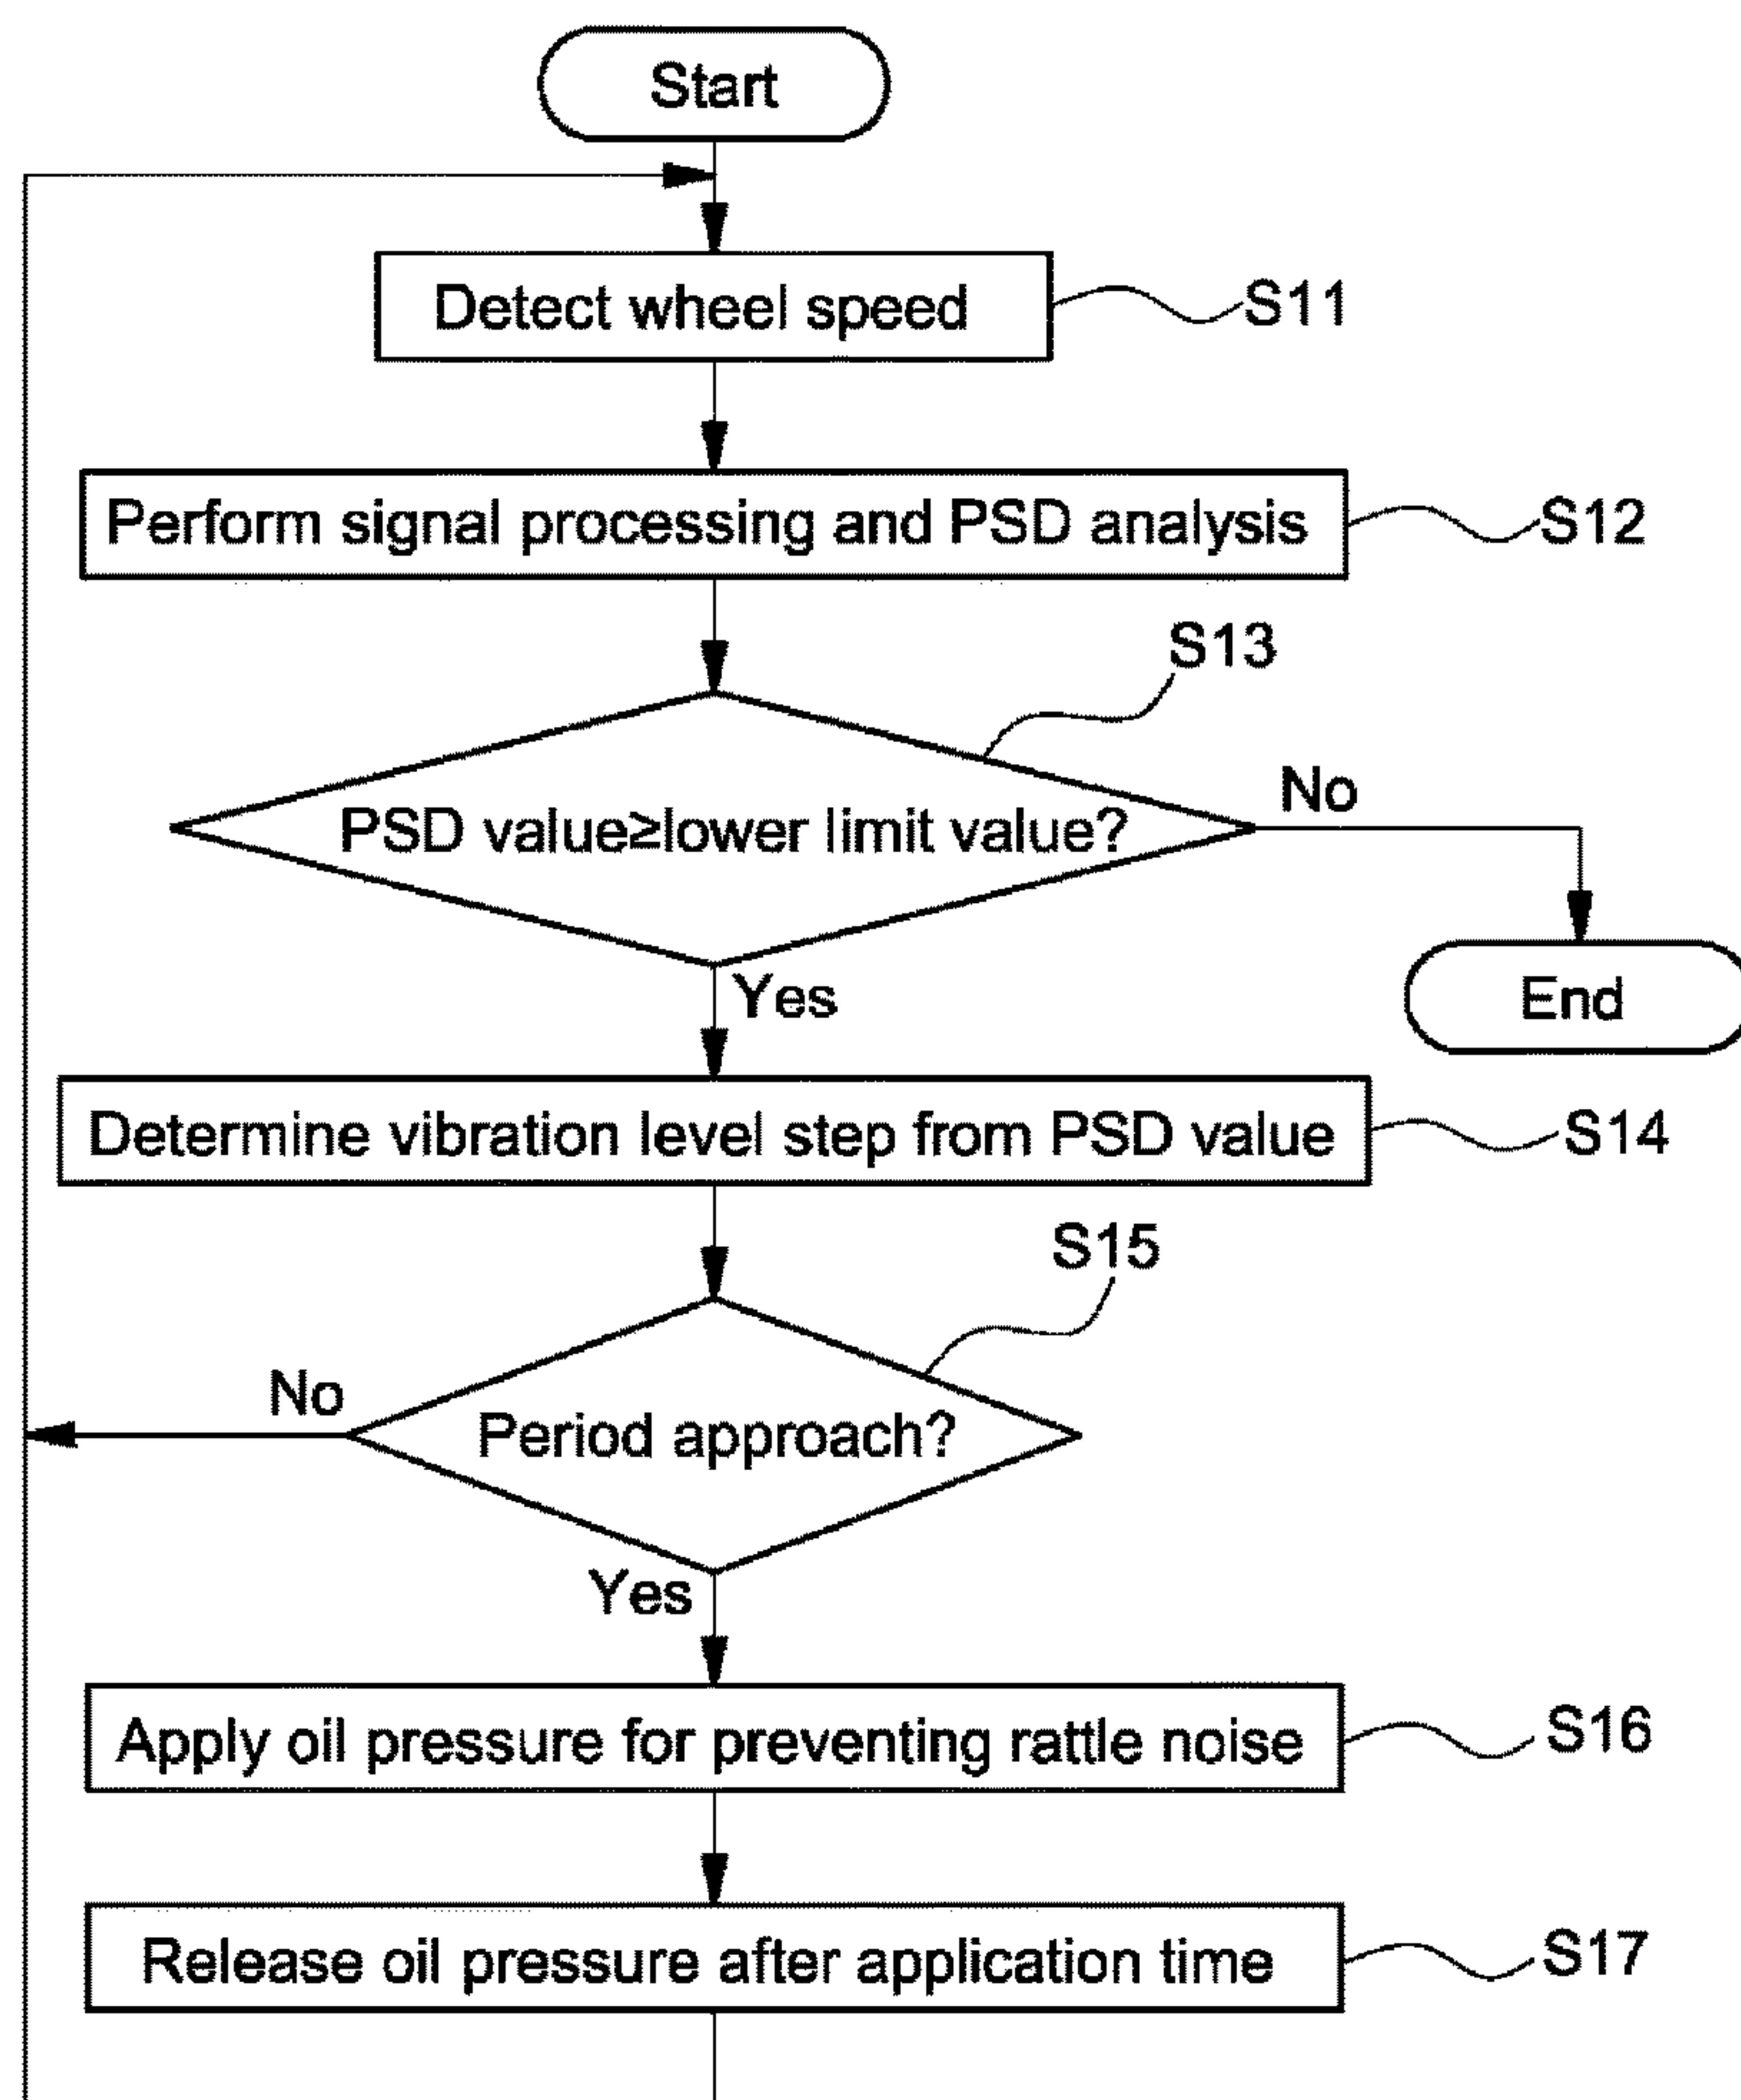 Start
Detect wheel speed
S11
Perform signal processing and PSD analysis
S12
S13
PSD value≥lower limit value?
No
Yes
End
Determine vibration level step from PSD value
S14
S15
No
Period approach?
Yes
Apply oil pressure for preventing rattle noise
S16
Release oil pressure after application time
S17